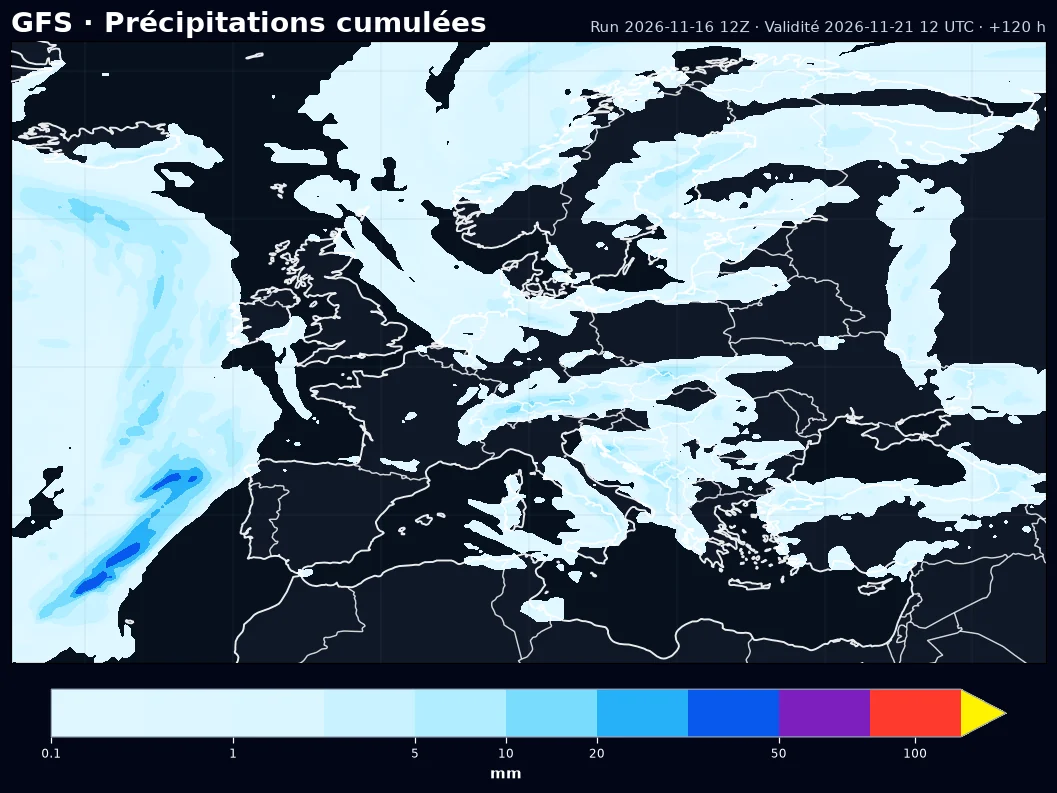 GFS · Précipitations cumulées
Run 2026-11-16 12Z · Validité 2026-11-21 12 UTC · +120 h
0.1 1 5 10 20 50 100
mm